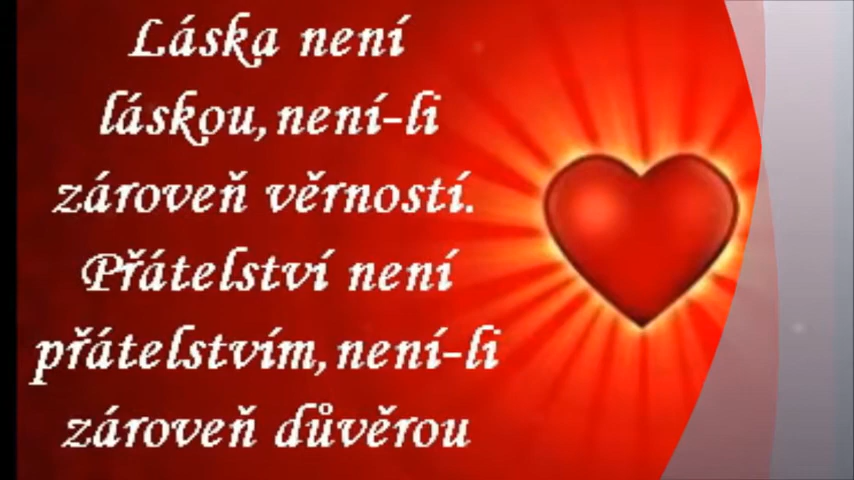 Láska není
láskou, není-li
zároveň věrností.
Přátelství není
přátelstvím, není-li
zároveň důvěrou